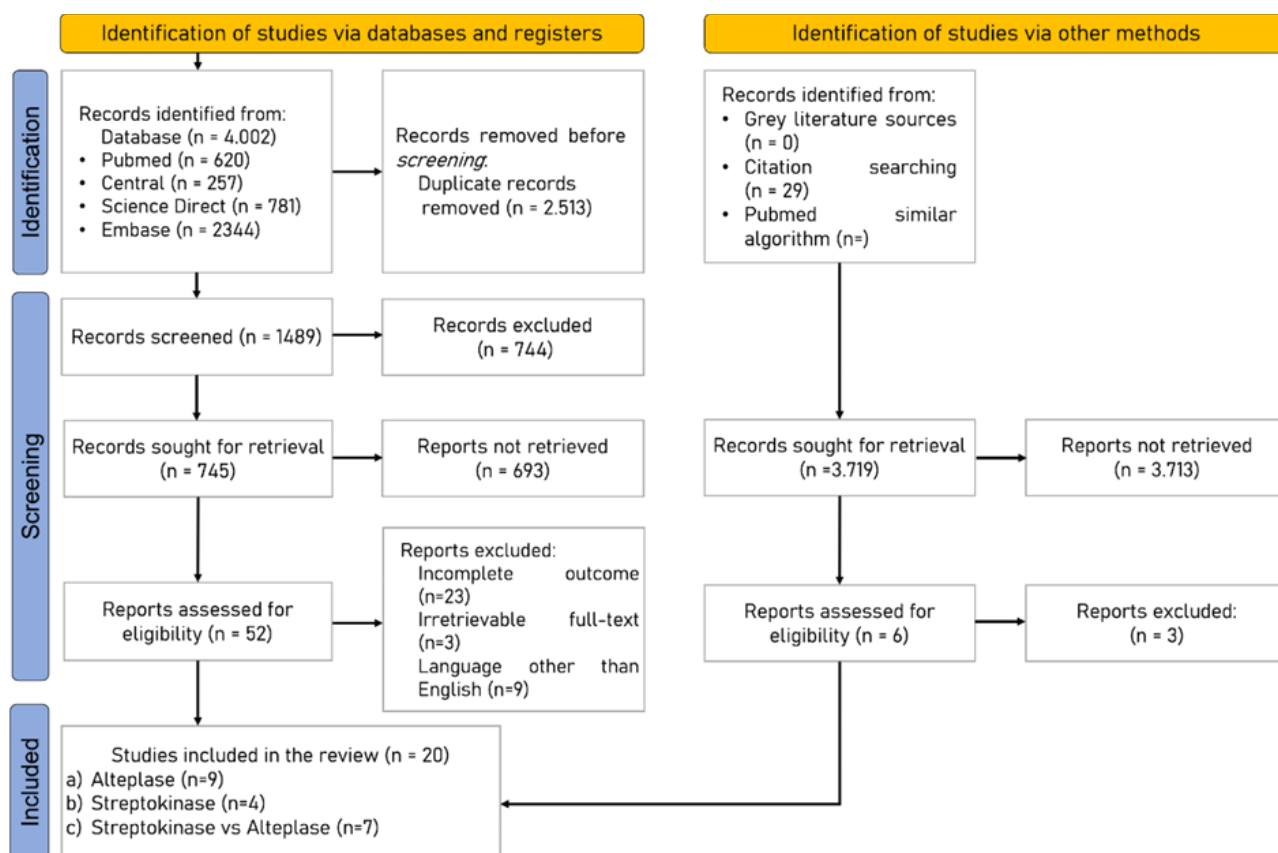 Identification of studies via databases and registers
Identification of studies via other methods
Identification
Records identified from:
Database (n = 4.002)
• Pubmed (n = 620)
• Central (n = 257)
• Science Direct (n = 781)
• Embase (n = 2344)
Records removed before
screening:
Duplicate records
removed (n = 2.513)
Records identified from:
• Grey literature sources
(n = 0)
• Citation searching
(n = 29)
• Pubmed similar
algorithm (n=)
Screening
Records screened (n = 1489)
Records excluded
(n = 744)
Records sought for retrieval
(n = 745)
Reports not retrieved
(n = 693)
Records sought for retrieval
(n =3.719)
Reports not retrieved
(n = 3.713)
Reports assessed for
eligibility (n = 52)
Reports excluded:
Incomplete outcome
(n=23)
Irretrievable full-text
(n=3)
Language other than
English (n=9)
Reports assessed for
eligibility (n = 6)
Reports excluded:
(n = 3)
Included
Studies included in the review (n = 20)
a) Alteplase (n=9)
b) Streptokinase (n=4)
c) Streptokinase vs Alteplase (n=7)